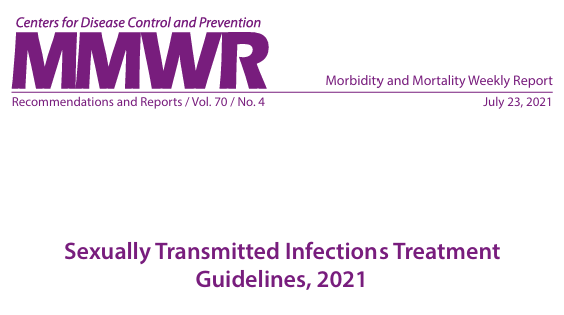 Centers for Disease Control and Prevention
MMWR
Morbidity and Mortality Weekly Report
Recommendations and Reports / Vol. 70 / No. 4
July 23, 2021
Sexually Transmitted Infections Treatment
Guidelines, 2021